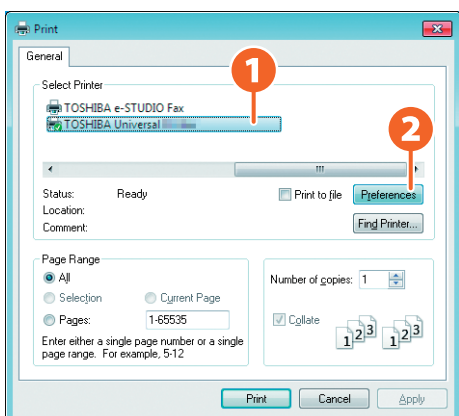 Print
General
1
Select Printer
TOSHIBA e-STUDIO Fax
TOSHIBA Universal
2
Status: Ready
Print to file
Preferences
Location:
Comment:
Find Printer...
Page Range
All
Selection Current Page
Pages: 1-65535
Enter either a single page number or a single
page range. For example, 5-12
Number of copies: 1
Collate
1 2 3 1 2 3
Print Cancel Apply